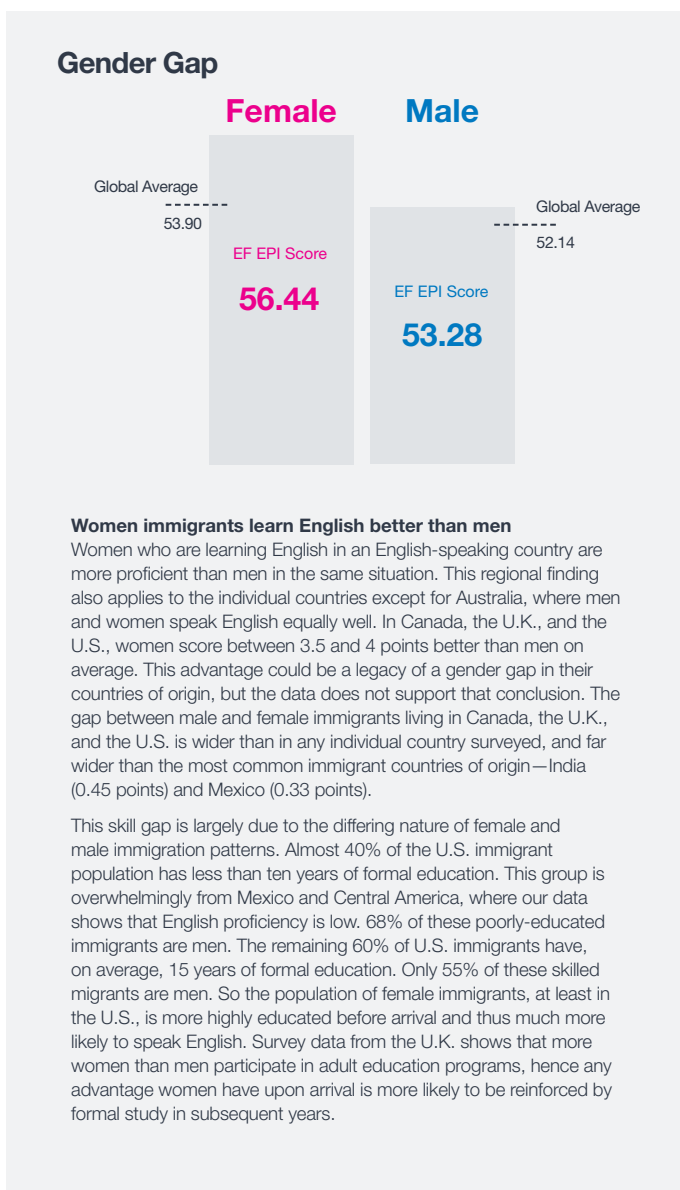 Gender Gap
Female
Male
Global Average
53.90
Global Average
52.14
EF EPI Score
56.44
EF EPI Score
53.28
Women immigrants learn English better than men
Women who are learning English in an English-speaking country are
more proficient than men in the same situation. This regional finding
also applies to the individual countries except for Australia, where men
and women speak English equally well. In Canada, the U.K., and the
U.S., women score between 3.5 and 4 points better than men on
average. This advantage could be a legacy of a gender gap in their
countries of origin, but the data does not support that conclusion. The
gap between male and female immigrants living in Canada, the U.K.,
and the U.S. is wider than in any individual country surveyed, and far
wider than the most common immigrant countries of origin—India
(0.45 points) and Mexico (0.33 points).
This skill gap is largely due to the differing nature of female and
male immigration patterns. Almost 40% of the U.S. immigrant
population has less than ten years of formal education. This group is
overwhelmingly from Mexico and Central America, where our data
shows that English proficiency is low. 68% of these poorly-educated
immigrants are men. The remaining 60% of U.S. immigrants have,
on average, 15 years of formal education. Only 55% of these skilled
migrants are men. So the population of female immigrants, at least in
the U.S., is more highly educated before arrival and thus much more
likely to speak English. Survey data from the U.K. shows that more
women than men participate in adult education programs, hence any
advantage women have upon arrival is more likely to be reinforced by
formal study in subsequent years.